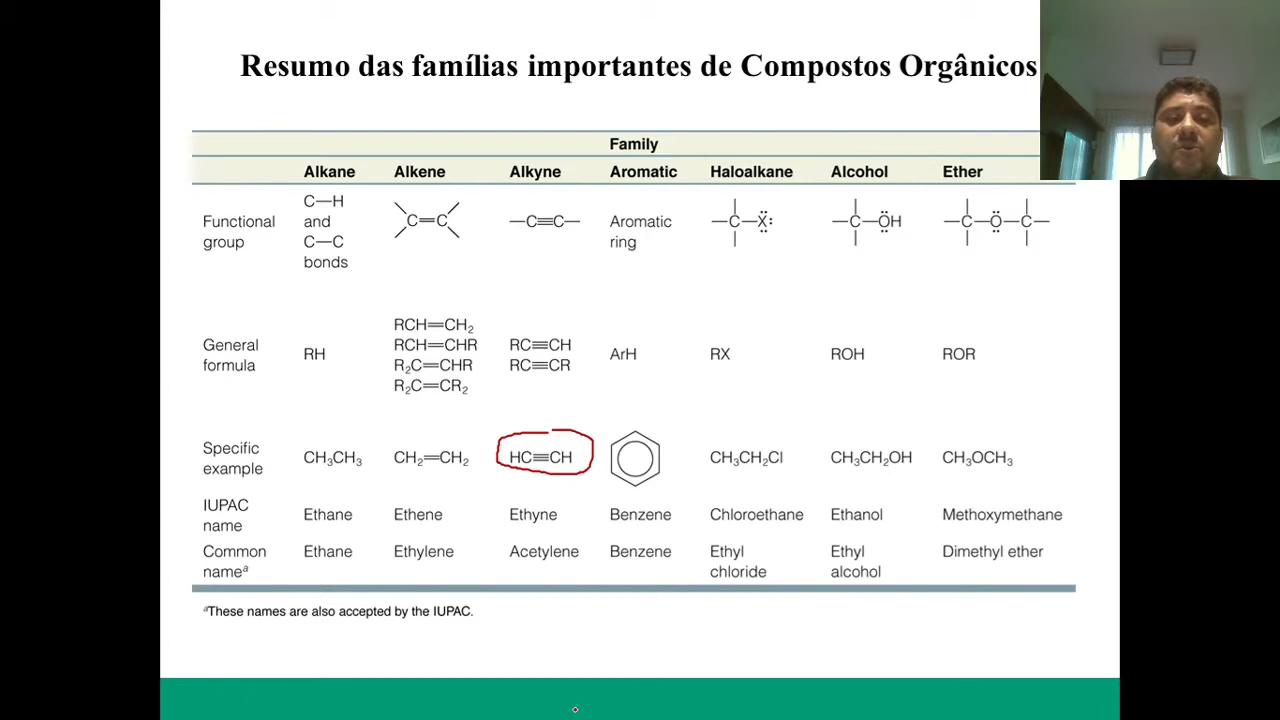 Resumo das famílias importantes de Compostos Orgânicos
Family
Alkane Alkene Alkyne Aromatic Haloalkane Alcohol Ether
Functional group C—H and C—C bonds C=C —C≡C— Aromatic ring —C—Ẍ: —C—ÖH —C—Ö—C—
General formula RH RCH=CH₂ RCH=CHR R₂C=CHR R₂C=CR₂ RC≡CH RC≡CR ArH RX ROH ROR
Specific example CH₃CH₃ CH₂=CH₂ HC≡CH CH₃CH₂Cl CH₃CH₂OH CH₃OCH₃
IUPAC name Ethane Ethene Ethyne Benzene Chloroethane Ethanol Methoxymethane
Common nameᵃ Ethane Ethylene Acetylene Benzene Ethyl chloride Ethyl alcohol Dimethyl ether
ᵃThese names are also accepted by the IUPAC.